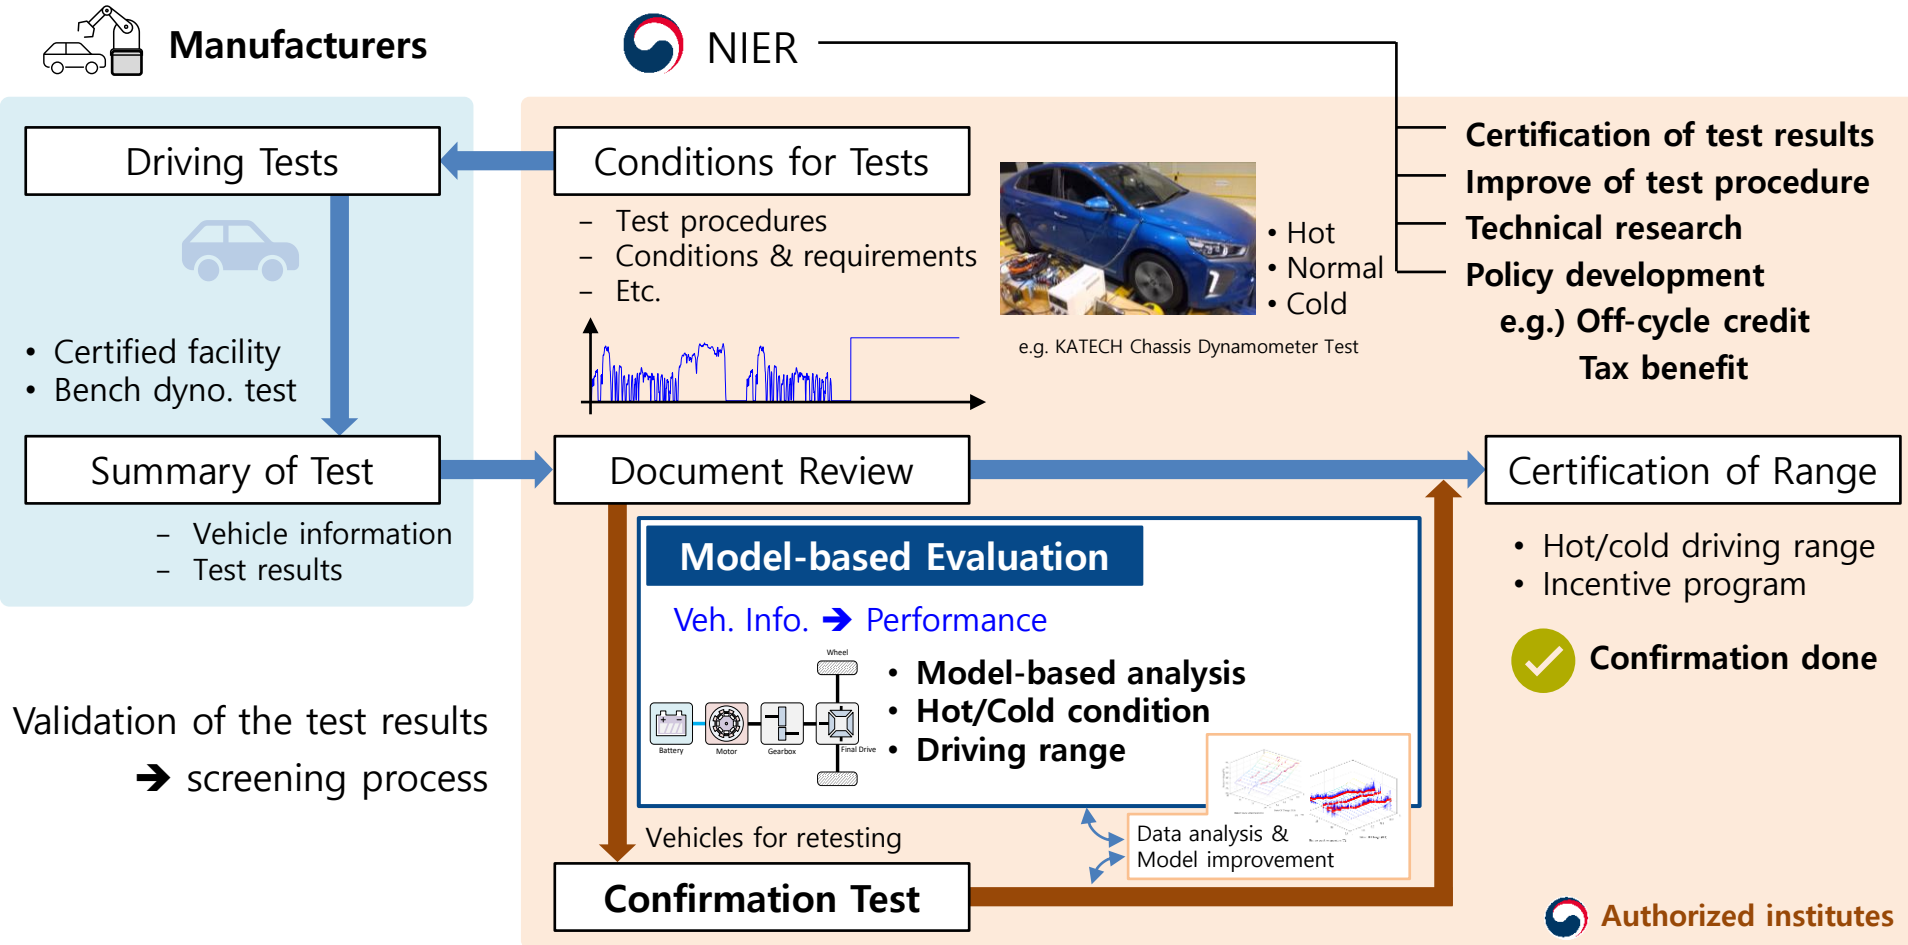 Manufacturers
NIER
Driving Tests
Conditions for Tests
– Test procedures
– Conditions & requirements
– Etc.
• Hot
• Normal
• Cold
e.g. KATECH Chassis Dynamometer Test
Certification of test results
Improve of test procedure
Technical research
Policy development
e.g.) Off-cycle credit
Tax benefit
• Certified facility
• Bench dyno. test
Summary of Test
– Vehicle information
– Test results
Document Review
Certification of Range
• Hot/cold driving range
• Incentive program
Confirmation done
Model-based Evaluation
Veh. Info. ➔ Performance
Wheel
Battery
Motor
Gearbox
Final Drive
• Model-based analysis
• Hot/Cold condition
• Driving range
Validation of the test results
➔ screening process
Vehicles for retesting
Data analysis &
Model improvement
Confirmation Test
Authorized institutes